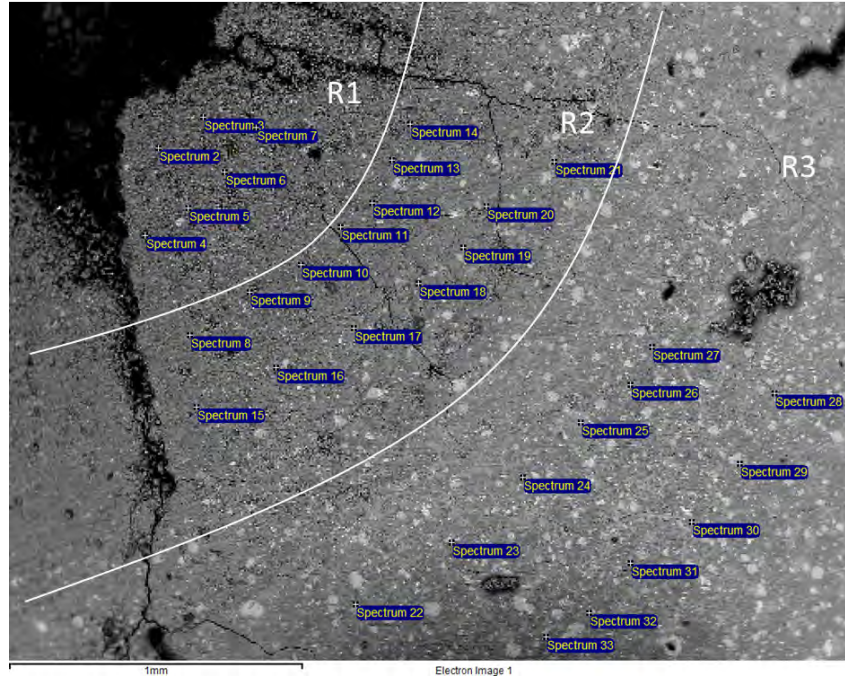 R1
Spectrum 3
Spectrum 7
Spectrum 14
R2
Spectrum 2
Spectrum 13
Spectrum 21
R3
Spectrum 6
Spectrum 5
Spectrum 12
Spectrum 20
Spectrum 4
Spectrum 11
Spectrum 19
Spectrum 10
Spectrum 18
Spectrum 9
Spectrum 8
Spectrum 17
Spectrum 27
Spectrum 16
Spectrum 26
Spectrum 28
Spectrum 15
Spectrum 25
Spectrum 29
Spectrum 24
Spectrum 30
Spectrum 23
Spectrum 31
Spectrum 22
Spectrum 32
Spectrum 33
1mm
Electron Image 1